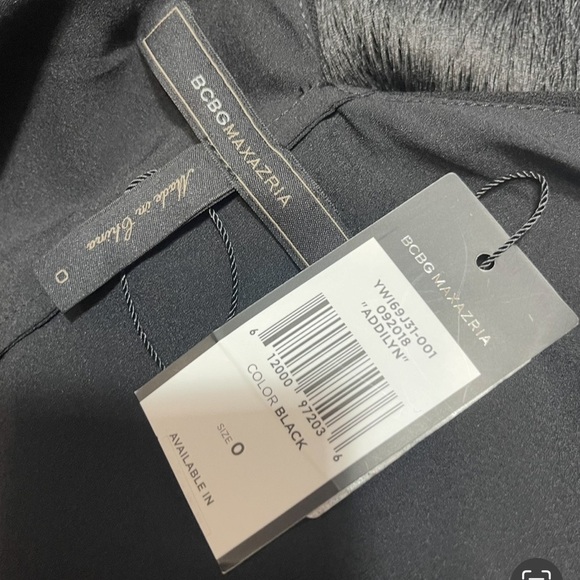 BCBGMAXAZRIA
Made in China
0
BCBGMAXAZRIA
YWI69J31-001
092018
"ADDILYN"
6 12000 97203 6
COLOR BLACK
SIZE 0
AVAILABLE IN